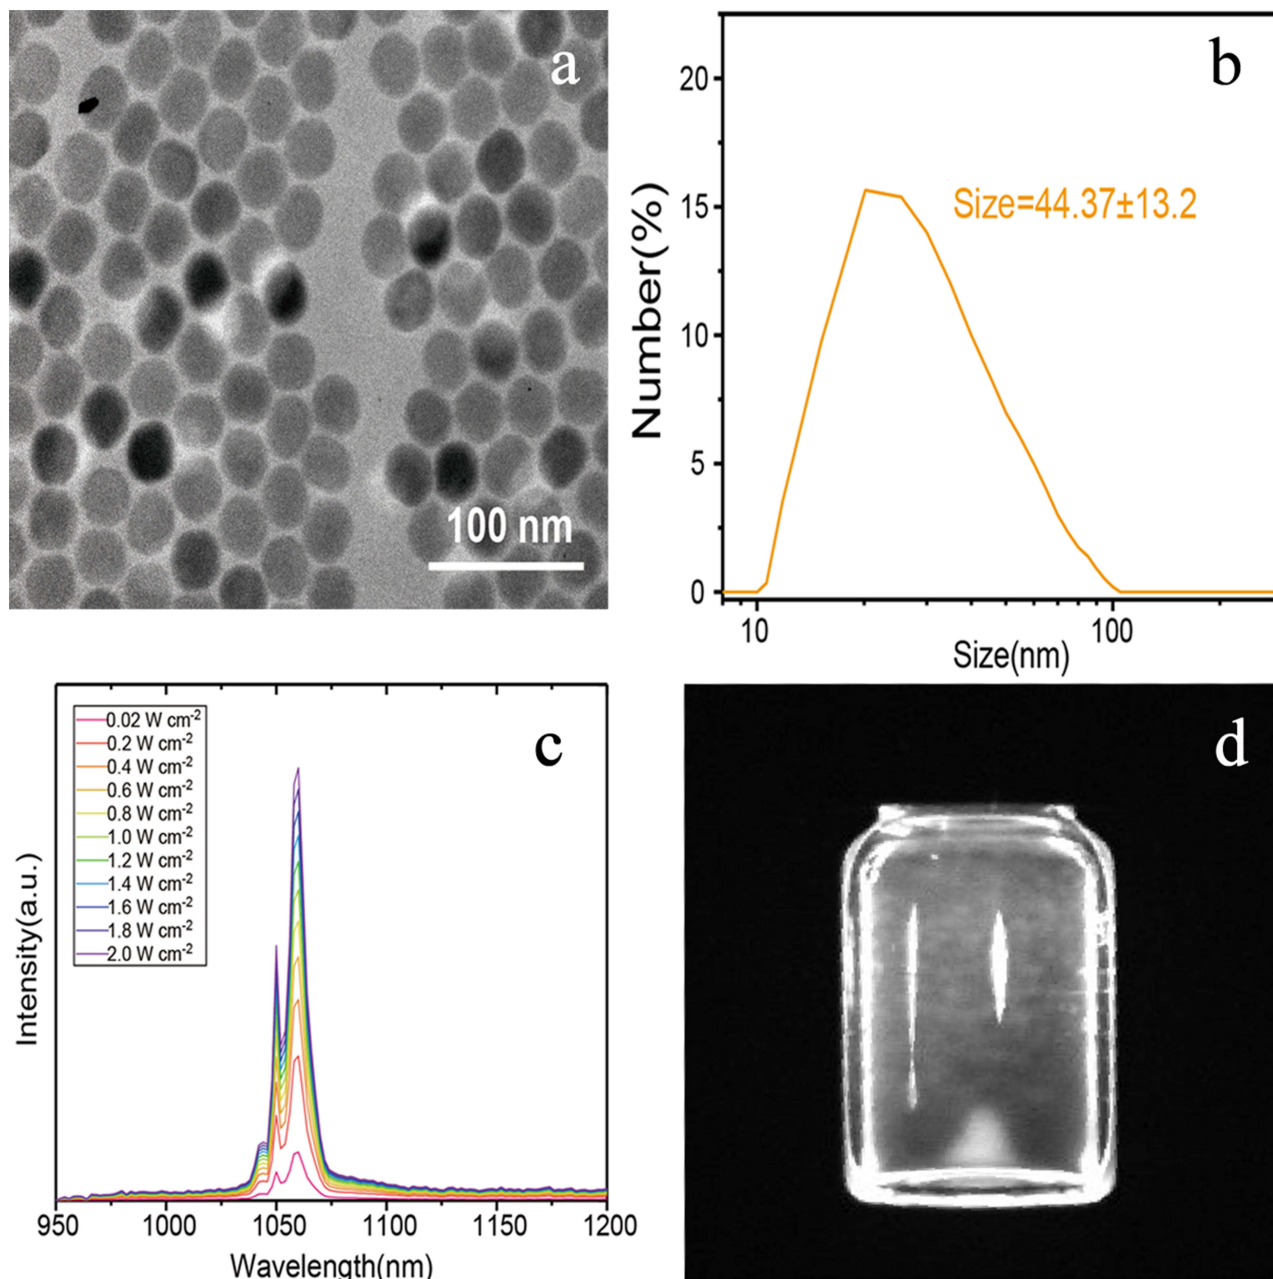 a
100 nm
b
20
15
10
5
0
Number(%)
Size=44.37±13.2
10
100
Size(nm)
c
0.02 W cm⁻²
0.2 W cm⁻²
0.4 W cm⁻²
0.6 W cm⁻²
0.8 W cm⁻²
1.0 W cm⁻²
1.2 W cm⁻²
1.4 W cm⁻²
1.6 W cm⁻²
1.8 W cm⁻²
2.0 W cm⁻²
Intensity(a.u.)
950 1000 1050 1100 1150 1200
Wavelength(nm)
d